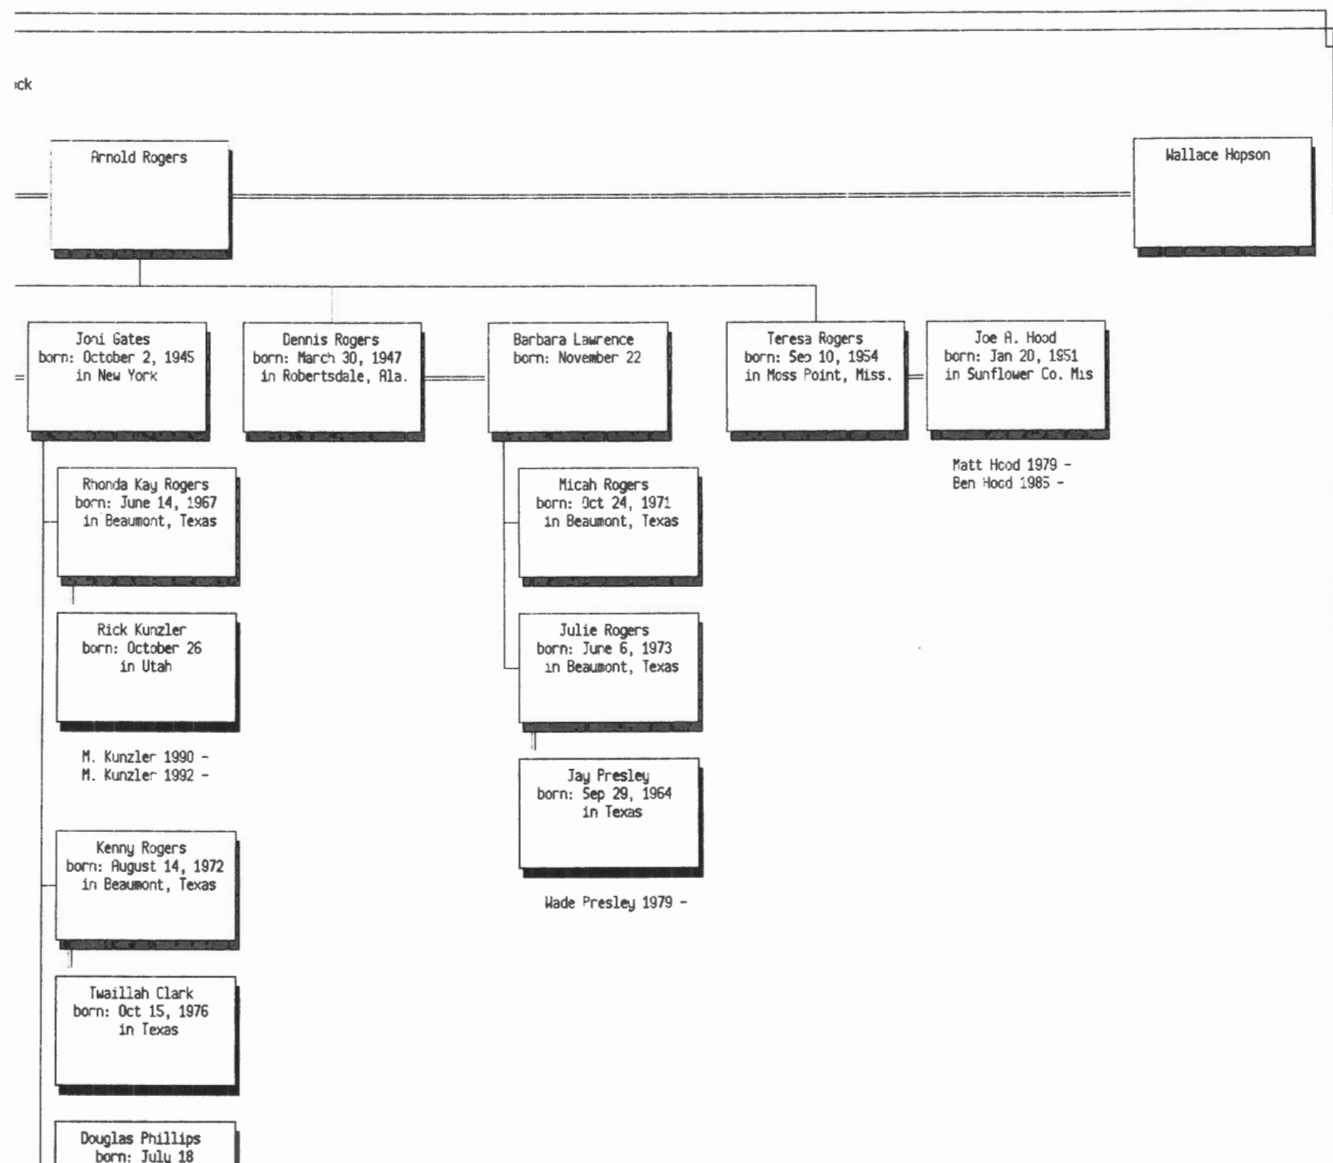 Arnold Rogers
Wallace Hopson
Joni Gates
born: October 2, 1945
in New York
Dennis Rogers
born: March 30, 1947
in Robertsdale, Ala.
Barbara Lawrence
born: November 22
Teresa Rogers
born: Sep 10, 1954
in Moss Point, Miss.
Joe A. Hood
born: Jan 20, 1951
in Sunflower Co. Mis
Matt Hood 1979 -
Ben Hood 1985 -
Rhonda Kay Rogers
born: June 14, 1967
in Beaumont, Texas
Micah Rogers
born: Oct 24, 1971
in Beaumont, Texas
Rick Kunzler
born: October 26
in Utah
M. Kunzler 1990 -
M. Kunzler 1992 -
Julie Rogers
born: June 6, 1973
in Beaumont, Texas
Jay Presley
born: Sep 29, 1964
in Texas
Wade Presley 1979 -
Kenny Rogers
born: August 14, 1972
in Beaumont, Texas
Twaillah Clark
born: Oct 15, 1976
in Texas
Douglas Phillips
born: July 18